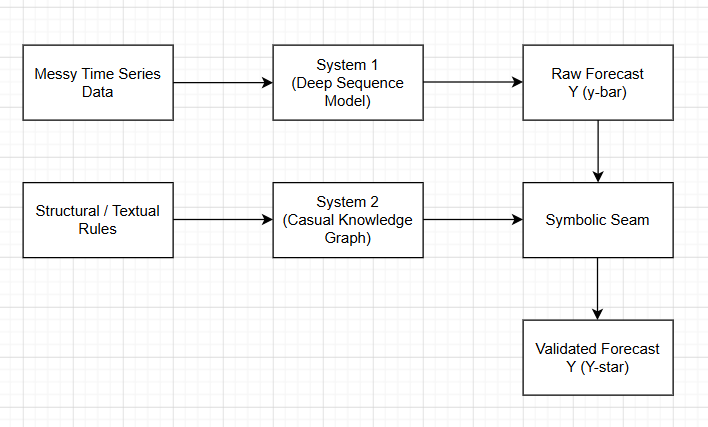 Messy Time Series
Data
System 1
(Deep Sequence
Model)
Raw Forecast
Y (y-bar)
Structural / Textual
Rules
System 2
(Casual Knowledge
Graph)
Symbolic Seam
Validated Forecast
Y (Y-star)